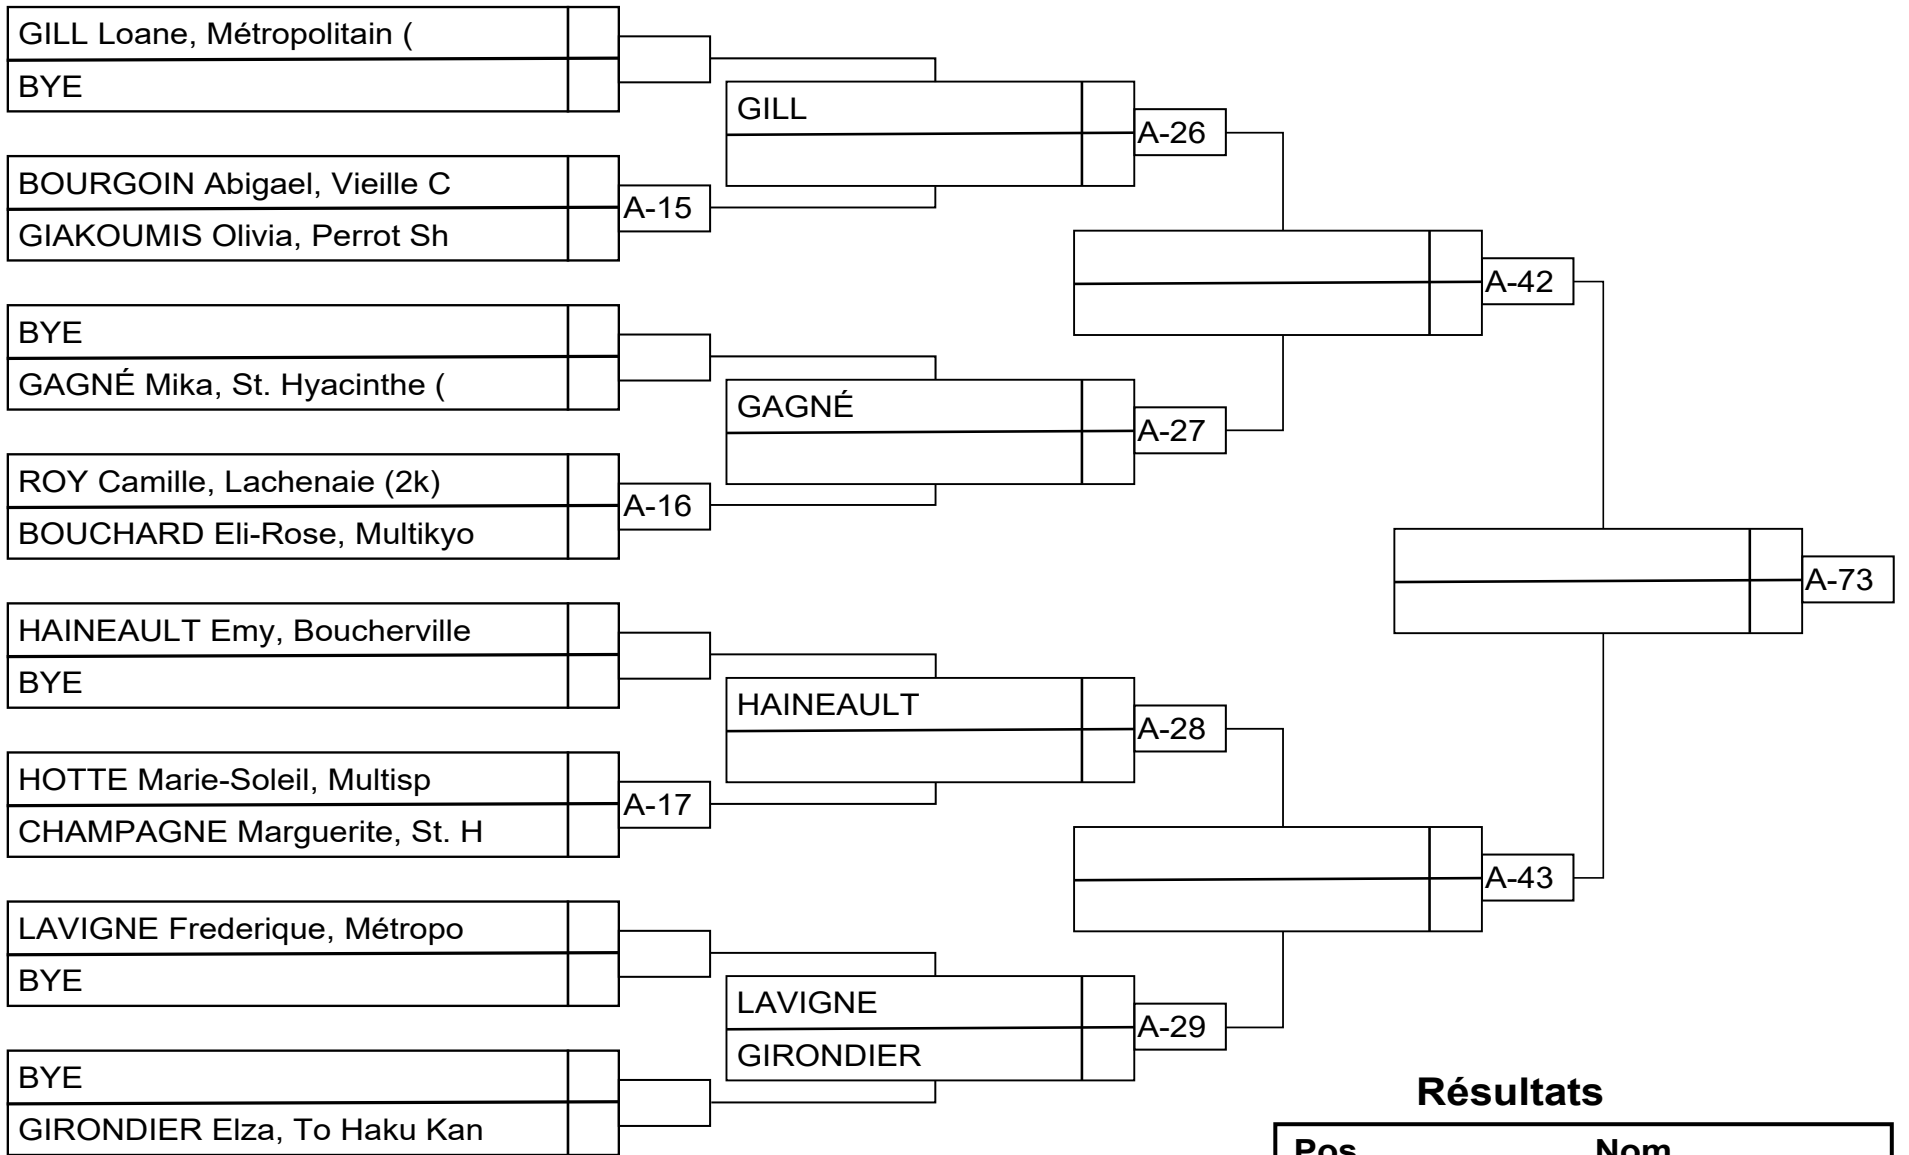 GILL Loane, Métropolitain (
BYE
BOURGOIN Abigael, Vieille C
GIAKOUMIS Olivia, Perrot Sh
BYE
GAGNÉ Mika, St. Hyacinthe (
ROY Camille, Lachenaie (2k)
BOUCHARD Eli-Rose, Multikyo
HAINEAULT Emy, Boucherville
BYE
HOTTE Marie-Soleil, Multisp
CHAMPAGNE Marguerite, St. H
LAVIGNE Frederique, Métropo
BYE
BYE
GIRONDIER Elza, To Haku Kan
A-15
A-16
A-17
GILL
GAGNÉ
HAINEAULT
LAVIGNE
GIRONDIER
A-26
A-27
A-28
A-29
A-42
A-43
A-73
Résultats
Pos Nom